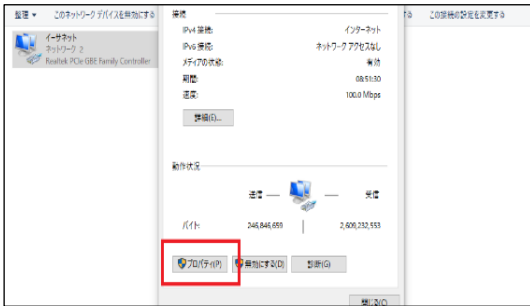 整理 ▼ このネットワーク デバイスを無効にする
る この接続の設定を変更する
イーサネット
ネットワーク 2
Realtek PCIe GBE Family Controller
接続
IPv4 接続: インターネット
IPv6 接続: ネットワーク アクセスなし
メディアの状態: 有効
期間: 08:51:30
速度: 100.0 Mbps
詳細(E)...
動作状況
送信 — — 受信
バイト: 246,846,659 | 2,609,232,553
プロパティ(P) 無効にする(D) 診断(G)
閉じる(C)